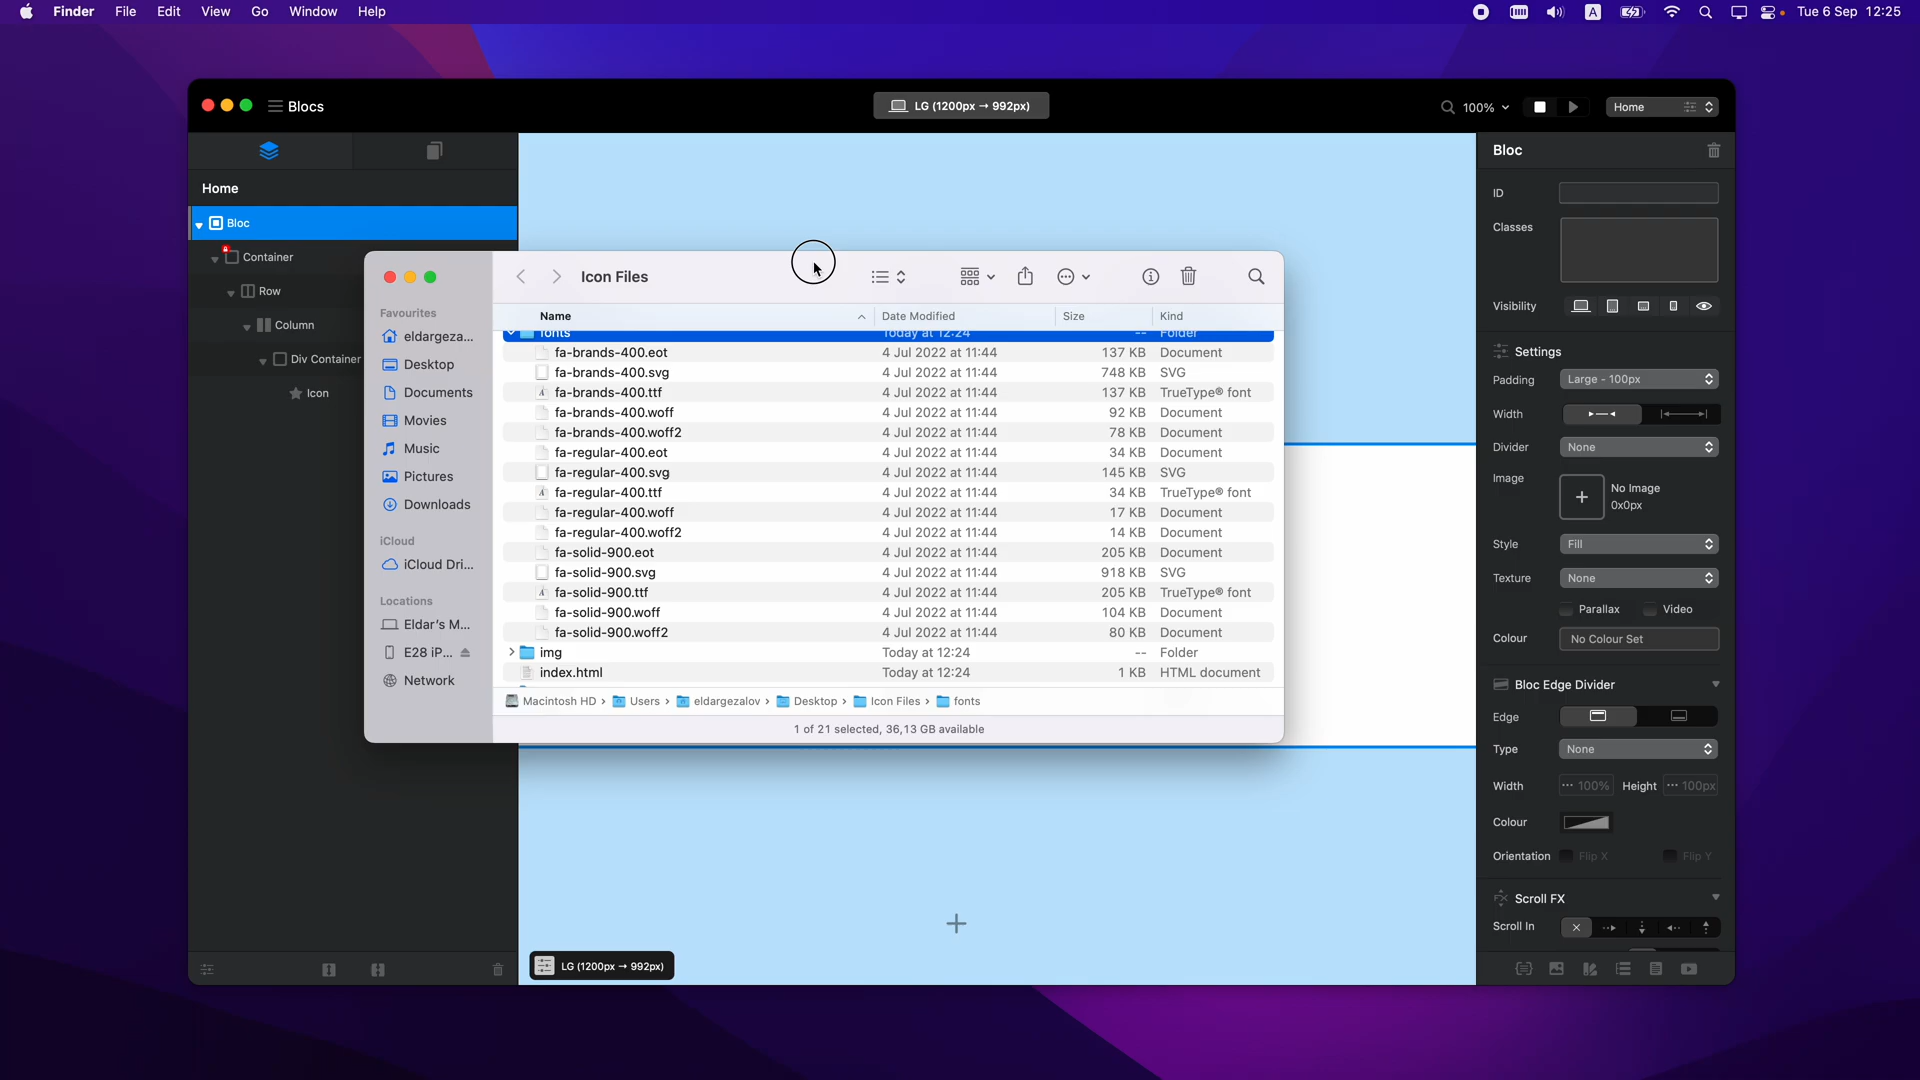 Finder File Edit View Go Window Help A Tue 6 Sep 12:25
Blocs LG (1200px → 992px) 100% Home
Home
Bloc
Container
Row
Column
Div Container
Icon
Icon Files
Favourites
eldargeza...
Desktop
Documents
Movies
Music
Pictures
Downloads
iCloud
iCloud Dri...
Locations
Eldar's M...
E28 iP...
Network
Name Date Modified Size Kind
fonts Today at 12:24 -- Folder
fa-brands-400.eot 4 Jul 2022 at 11:44 137 KB Document
fa-brands-400.svg 4 Jul 2022 at 11:44 748 KB SVG
fa-brands-400.ttf 4 Jul 2022 at 11:44 137 KB TrueType® font
fa-brands-400.woff 4 Jul 2022 at 11:44 92 KB Document
fa-brands-400.woff2 4 Jul 2022 at 11:44 78 KB Document
fa-regular-400.eot 4 Jul 2022 at 11:44 34 KB Document
fa-regular-400.svg 4 Jul 2022 at 11:44 145 KB SVG
fa-regular-400.ttf 4 Jul 2022 at 11:44 34 KB TrueType® font
fa-regular-400.woff 4 Jul 2022 at 11:44 17 KB Document
fa-regular-400.woff2 4 Jul 2022 at 11:44 14 KB Document
fa-solid-900.eot 4 Jul 2022 at 11:44 205 KB Document
fa-solid-900.svg 4 Jul 2022 at 11:44 918 KB SVG
fa-solid-900.ttf 4 Jul 2022 at 11:44 205 KB TrueType® font
fa-solid-900.woff 4 Jul 2022 at 11:44 104 KB Document
fa-solid-900.woff2 4 Jul 2022 at 11:44 80 KB Document
img Today at 12:24 -- Folder
index.html Today at 12:24 1 KB HTML document
Macintosh HD › Users › eldargezalov › Desktop › Icon Files › fonts
1 of 21 selected, 36,13 GB available
LG (1200px → 992px)
Bloc
ID
Classes
Visibility
Settings
Padding Large - 100px
Width
Divider None
Image No Image
0x0px
Style Fill
Texture None
Parallax Video
Colour No Colour Set
Bloc Edge Divider
Edge
Type None
Width 100% Height 100px
Colour
Orientation Flip X Flip Y
Scroll FX
Scroll In